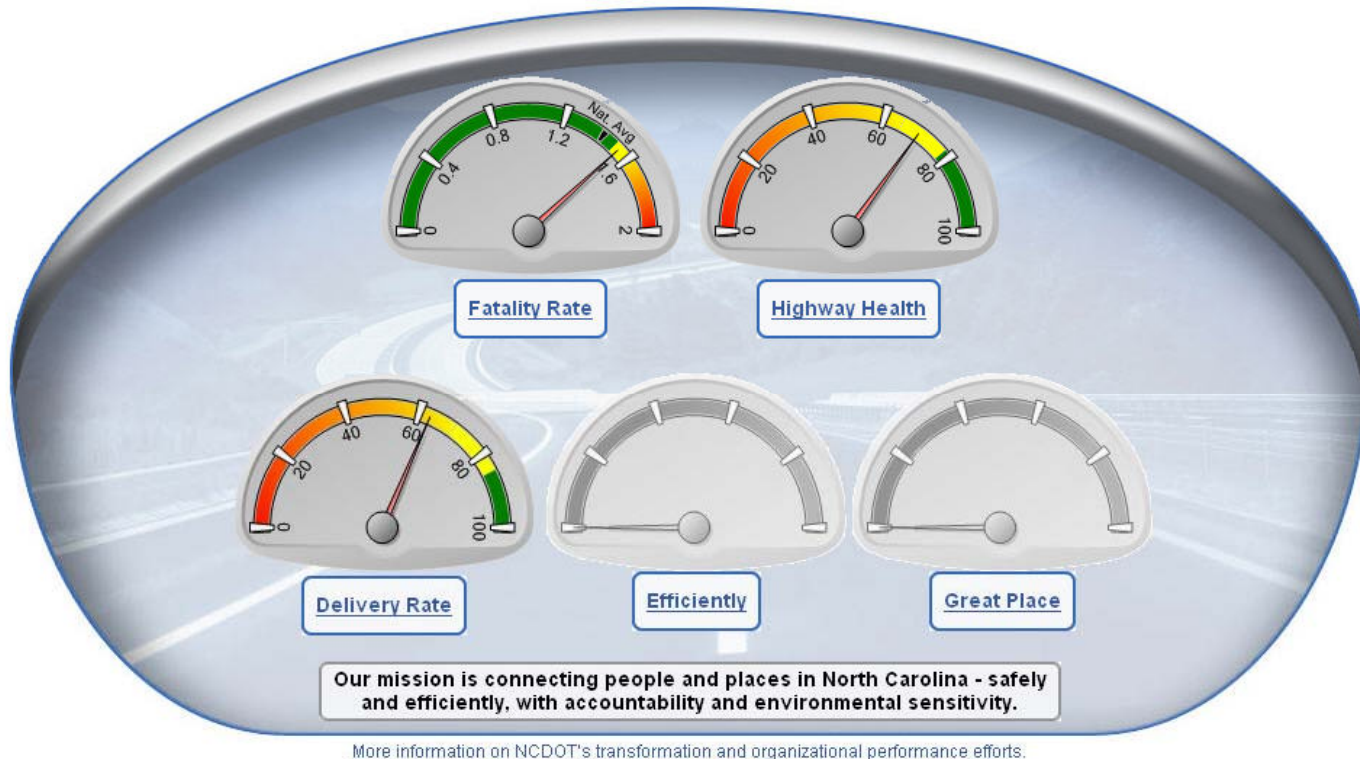 0
0.4
0.8
1.2
Nat. Avg
1.6
2
Fatality Rate
0
20
40
60
80
100
Highway Health
0
20
40
60
80
100
Delivery Rate
Efficiently
Great Place
Our mission is connecting people and places in North Carolina - safely
and efficiently, with accountability and environmental sensitivity.
More information on NCDOT's transformation and organizational performance efforts.